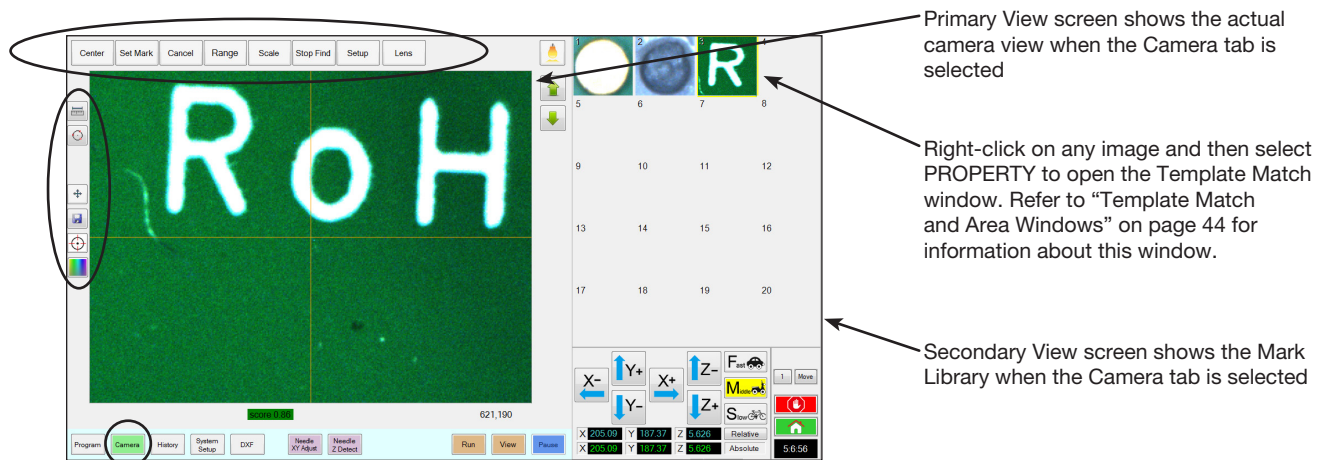 Center Set Mark Cancel Range Scale Stop Find Setup Lens
RoH
1 2 3 4
R
5 6 7 8
9 10 11 12
13 14 15 16
17 18 19 20
score 0.86
621,190
Program Camera History System Setup DXF Needle XY Adjust Needle Z Detect Run View Pause
X- Y+ Y- X+ Z- Z+
Fast
Middle
Slow
1 Move
X 205.09 Y 187.37 Z 5.626 Relative
X 205.09 Y 187.37 Z 5.626 Absolute
5:6:56
Primary View screen shows the actual
camera view when the Camera tab is
selected
Right-click on any image and then select
PROPERTY to open the Template Match
window. Refer to “Template Match
and Area Windows” on page 44 for
information about this window.
Secondary View screen shows the Mark
Library when the Camera tab is selected